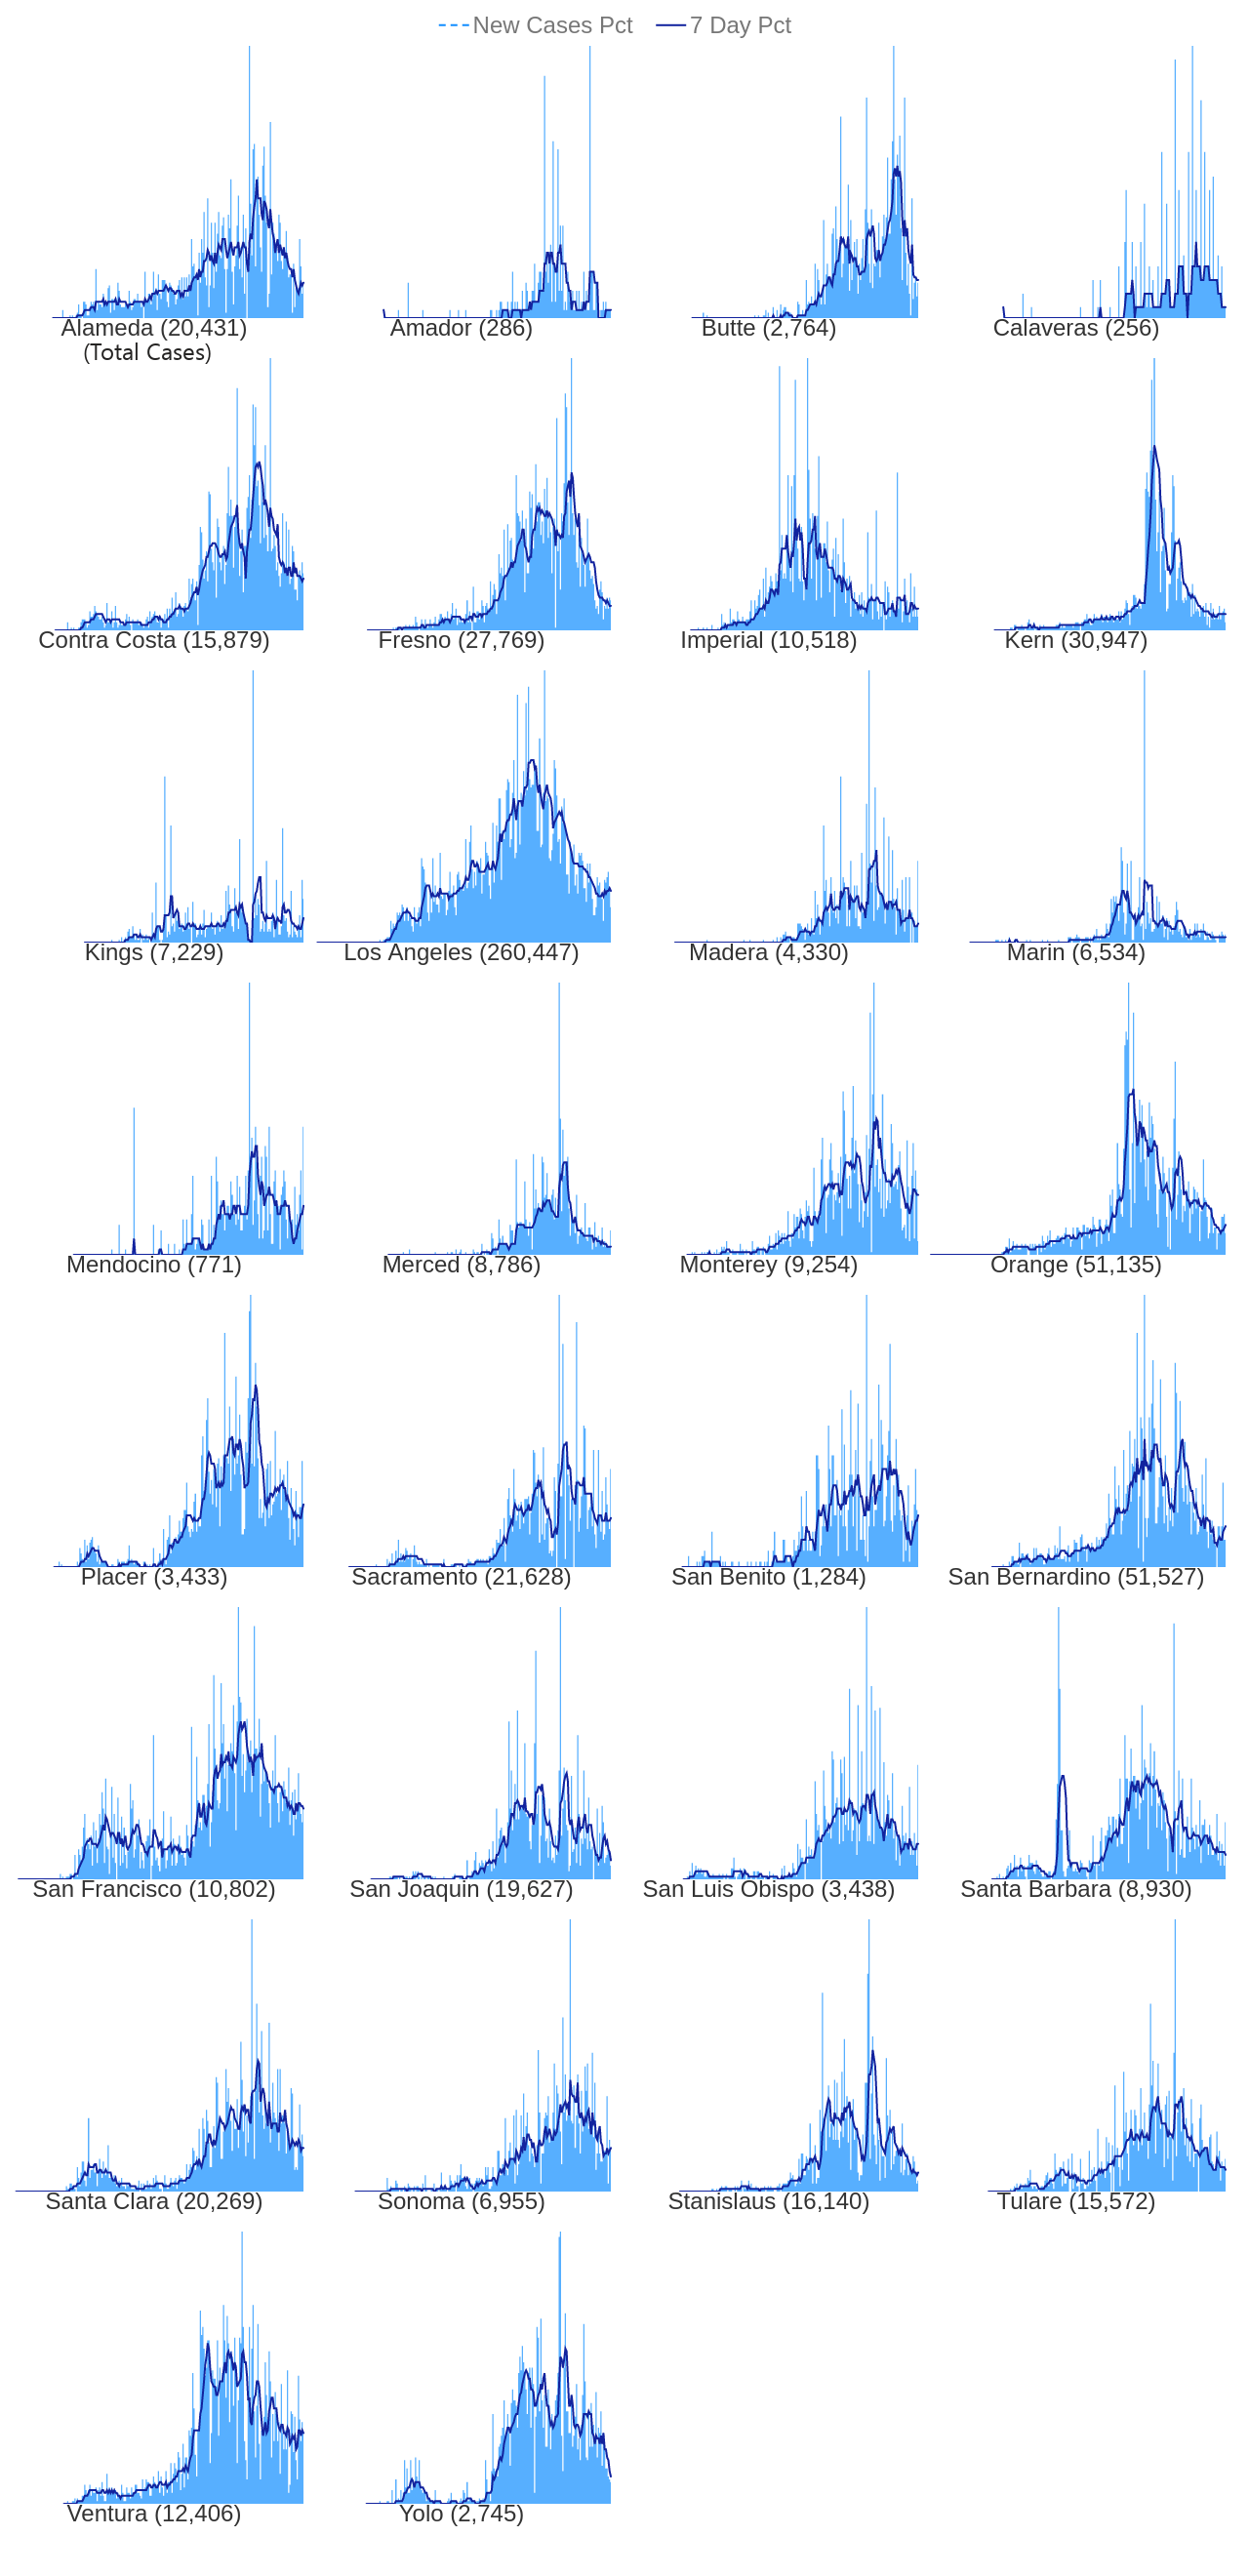 New Cases Pct 7 Day Pct
Alameda (20,431) Amador (286) Butte (2,764) Calaveras (256)
(Total Cases)
Contra Costa (15,879) Fresno (27,769) Imperial (10,518) Kern (30,947)
Kings (7,229) Los Angeles (260,447) Madera (4,330) Marin (6,534)
Mendocino (771) Merced (8,786) Monterey (9,254) Orange (51,135)
Placer (3,433) Sacramento (21,628) San Benito (1,284) San Bernardino (51,527)
San Francisco (10,802) San Joaquin (19,627) San Luis Obispo (3,438) Santa Barbara (8,930)
Santa Clara (20,269) Sonoma (6,955) Stanislaus (16,140) Tulare (15,572)
Ventura (12,406) Yolo (2,745)